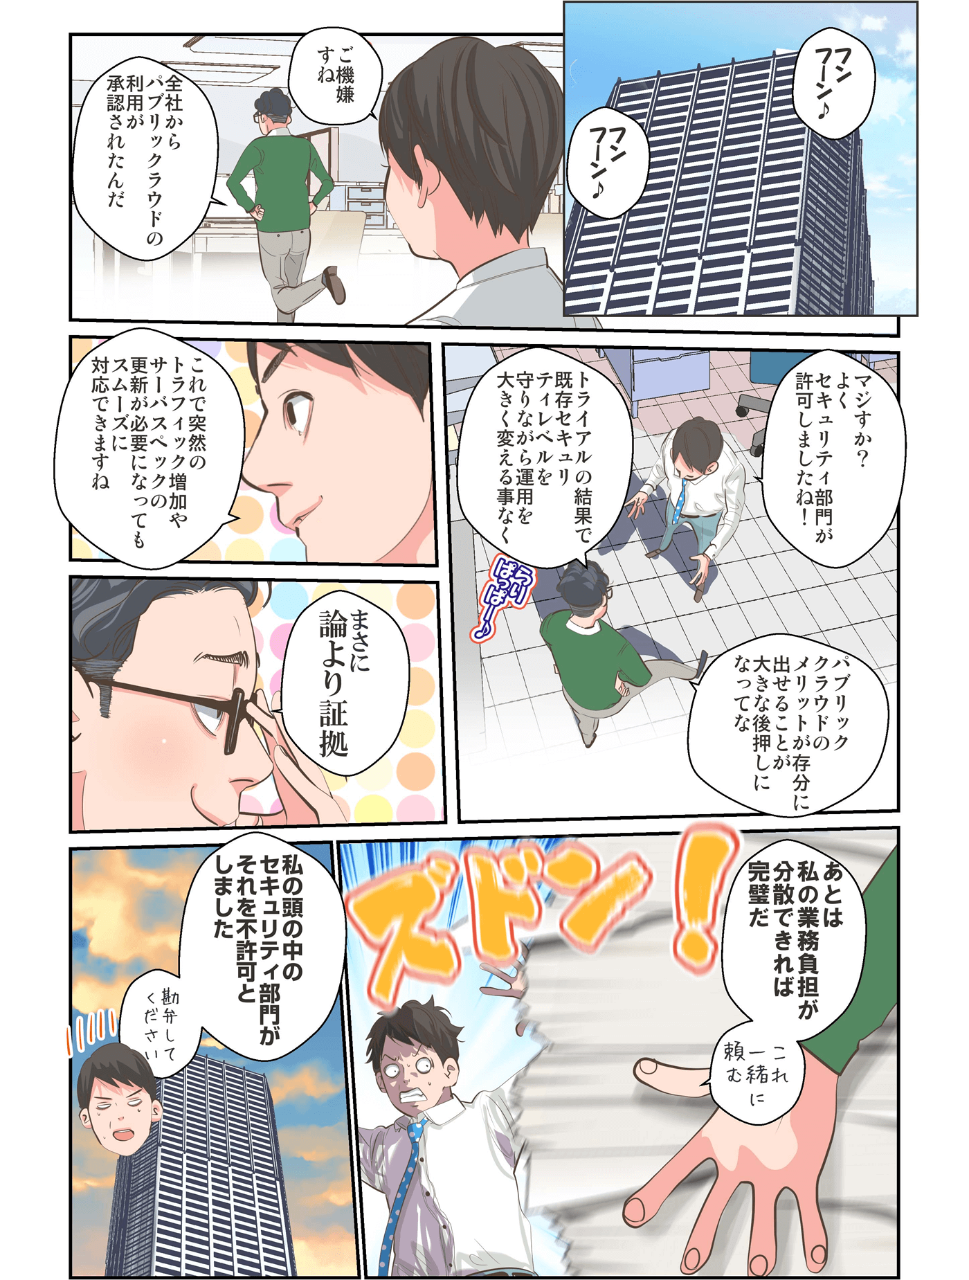 フン
フーン♪
フン
フーン♪
ご機嫌
すね
全社から
パブリックラウドの
利用が
承認されたんだ
マジすか？
よく
セキュリティ部門が
許可しましたね！
トライアルの結果で
既存セキュリ
ティレベルを
守りながら運用を
大きく変える事なく
らり
ぱっぱー♪
パブリック
クラウドの
メリットが存分に
出せることが
大きな後押しに
なってな
これで突然の
トラフィック増加や
サーバスペックの
更新が必要になっても
スムーズに
対応できますね
まさに
論より証拠
あとは
私の業務負担が
分散できれば
完璧だ
これ
一緒に
頼む
ズドン！
私の頭の中の
セキュリティ部門が
それを不許可と
しました
勘弁して
ください